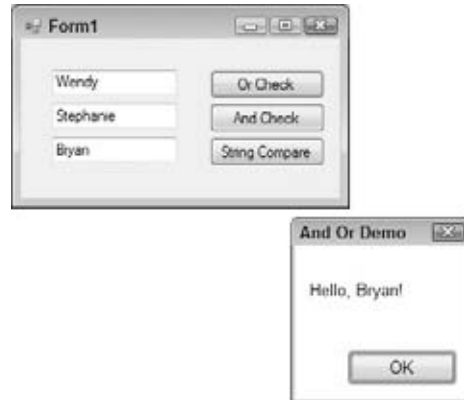 Form1
Wendy
Or Check
Stephanie
And Check
Bryan
String Compare
And Or Demo
Hello, Bryan!
OK